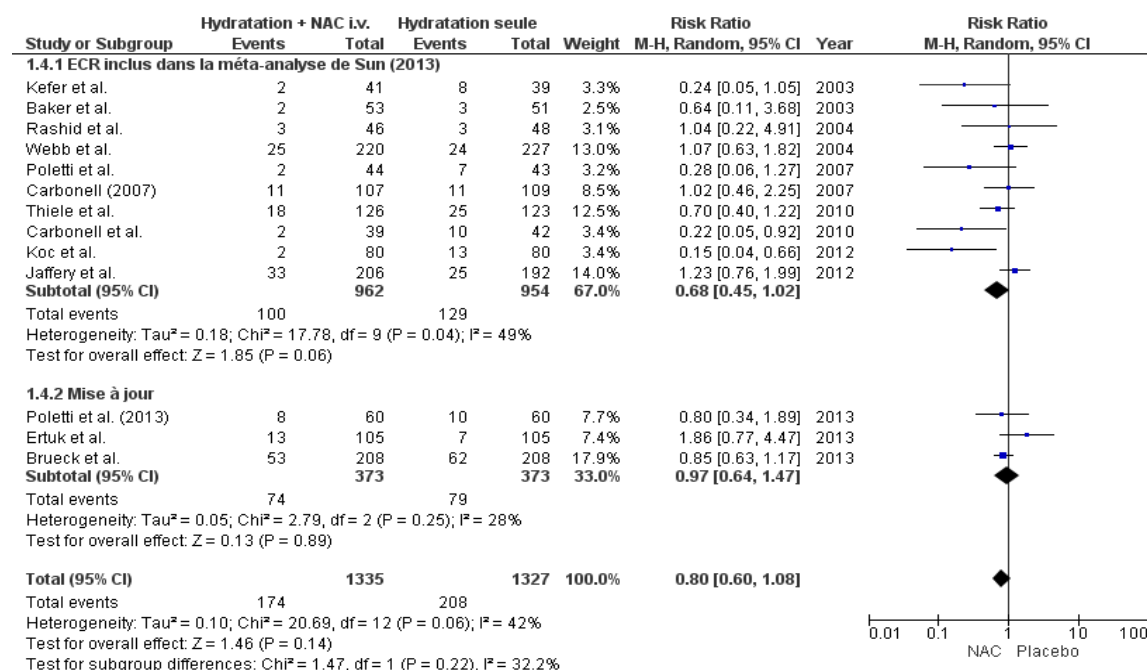 Hydratation + NAC i.v. Hydratation seule Risk Ratio Risk Ratio
Study or Subgroup Events Total Events Total Weight M-H, Random, 95% CI Year M-H, Random, 95% CI
1.4.1 ECR inclus dans la méta-analyse de Sun (2013)
Kefer et al. 2 41 8 39 3.3% 0.24 [0.05, 1.05] 2003
Baker et al. 2 53 3 51 2.5% 0.64 [0.11, 3.68] 2003
Rashid et al. 3 46 3 48 3.1% 1.04 [0.22, 4.91] 2004
Webb et al. 25 220 24 227 13.0% 1.07 [0.63, 1.82] 2004
Poletti et al. 2 44 7 43 3.2% 0.28 [0.06, 1.27] 2007
Carbonell (2007) 11 107 11 109 8.5% 1.02 [0.46, 2.25] 2007
Thiele et al. 18 126 25 123 12.5% 0.70 [0.40, 1.22] 2010
Carbonell et al. 2 39 10 42 3.4% 0.22 [0.05, 0.92] 2010
Koc et al. 2 80 13 80 3.4% 0.15 [0.04, 0.66] 2012
Jaffery et al. 33 206 25 192 14.0% 1.23 [0.76, 1.99] 2012
Subtotal (95% CI) 962 954 67.0% 0.68 [0.45, 1.02]
Total events 100 129
Heterogeneity: Tau² = 0.18; Chi² = 17.78, df = 9 (P = 0.04); I² = 49%
Test for overall effect: Z = 1.85 (P = 0.06)
1.4.2 Mise à jour
Poletti et al. (2013) 8 60 10 60 7.7% 0.80 [0.34, 1.89] 2013
Ertuk et al. 13 105 7 105 7.4% 1.86 [0.77, 4.47] 2013
Brueck et al. 53 208 62 208 17.9% 0.85 [0.63, 1.17] 2013
Subtotal (95% CI) 373 373 33.0% 0.97 [0.64, 1.47]
Total events 74 79
Heterogeneity: Tau² = 0.05; Chi² = 2.79, df = 2 (P = 0.25); I² = 28%
Test for overall effect: Z = 0.13 (P = 0.89)
Total (95% CI) 1335 1327 100.0% 0.80 [0.60, 1.08]
Total events 174 208
Heterogeneity: Tau² = 0.10; Chi² = 20.69, df = 12 (P = 0.06); I² = 42%
Test for overall effect: Z = 1.46 (P = 0.14)
Test for subgroup differences: Chi² = 1.47, df = 1 (P = 0.22), I² = 32.2%
0.01 0.1 1 10 100
NAC Placebo